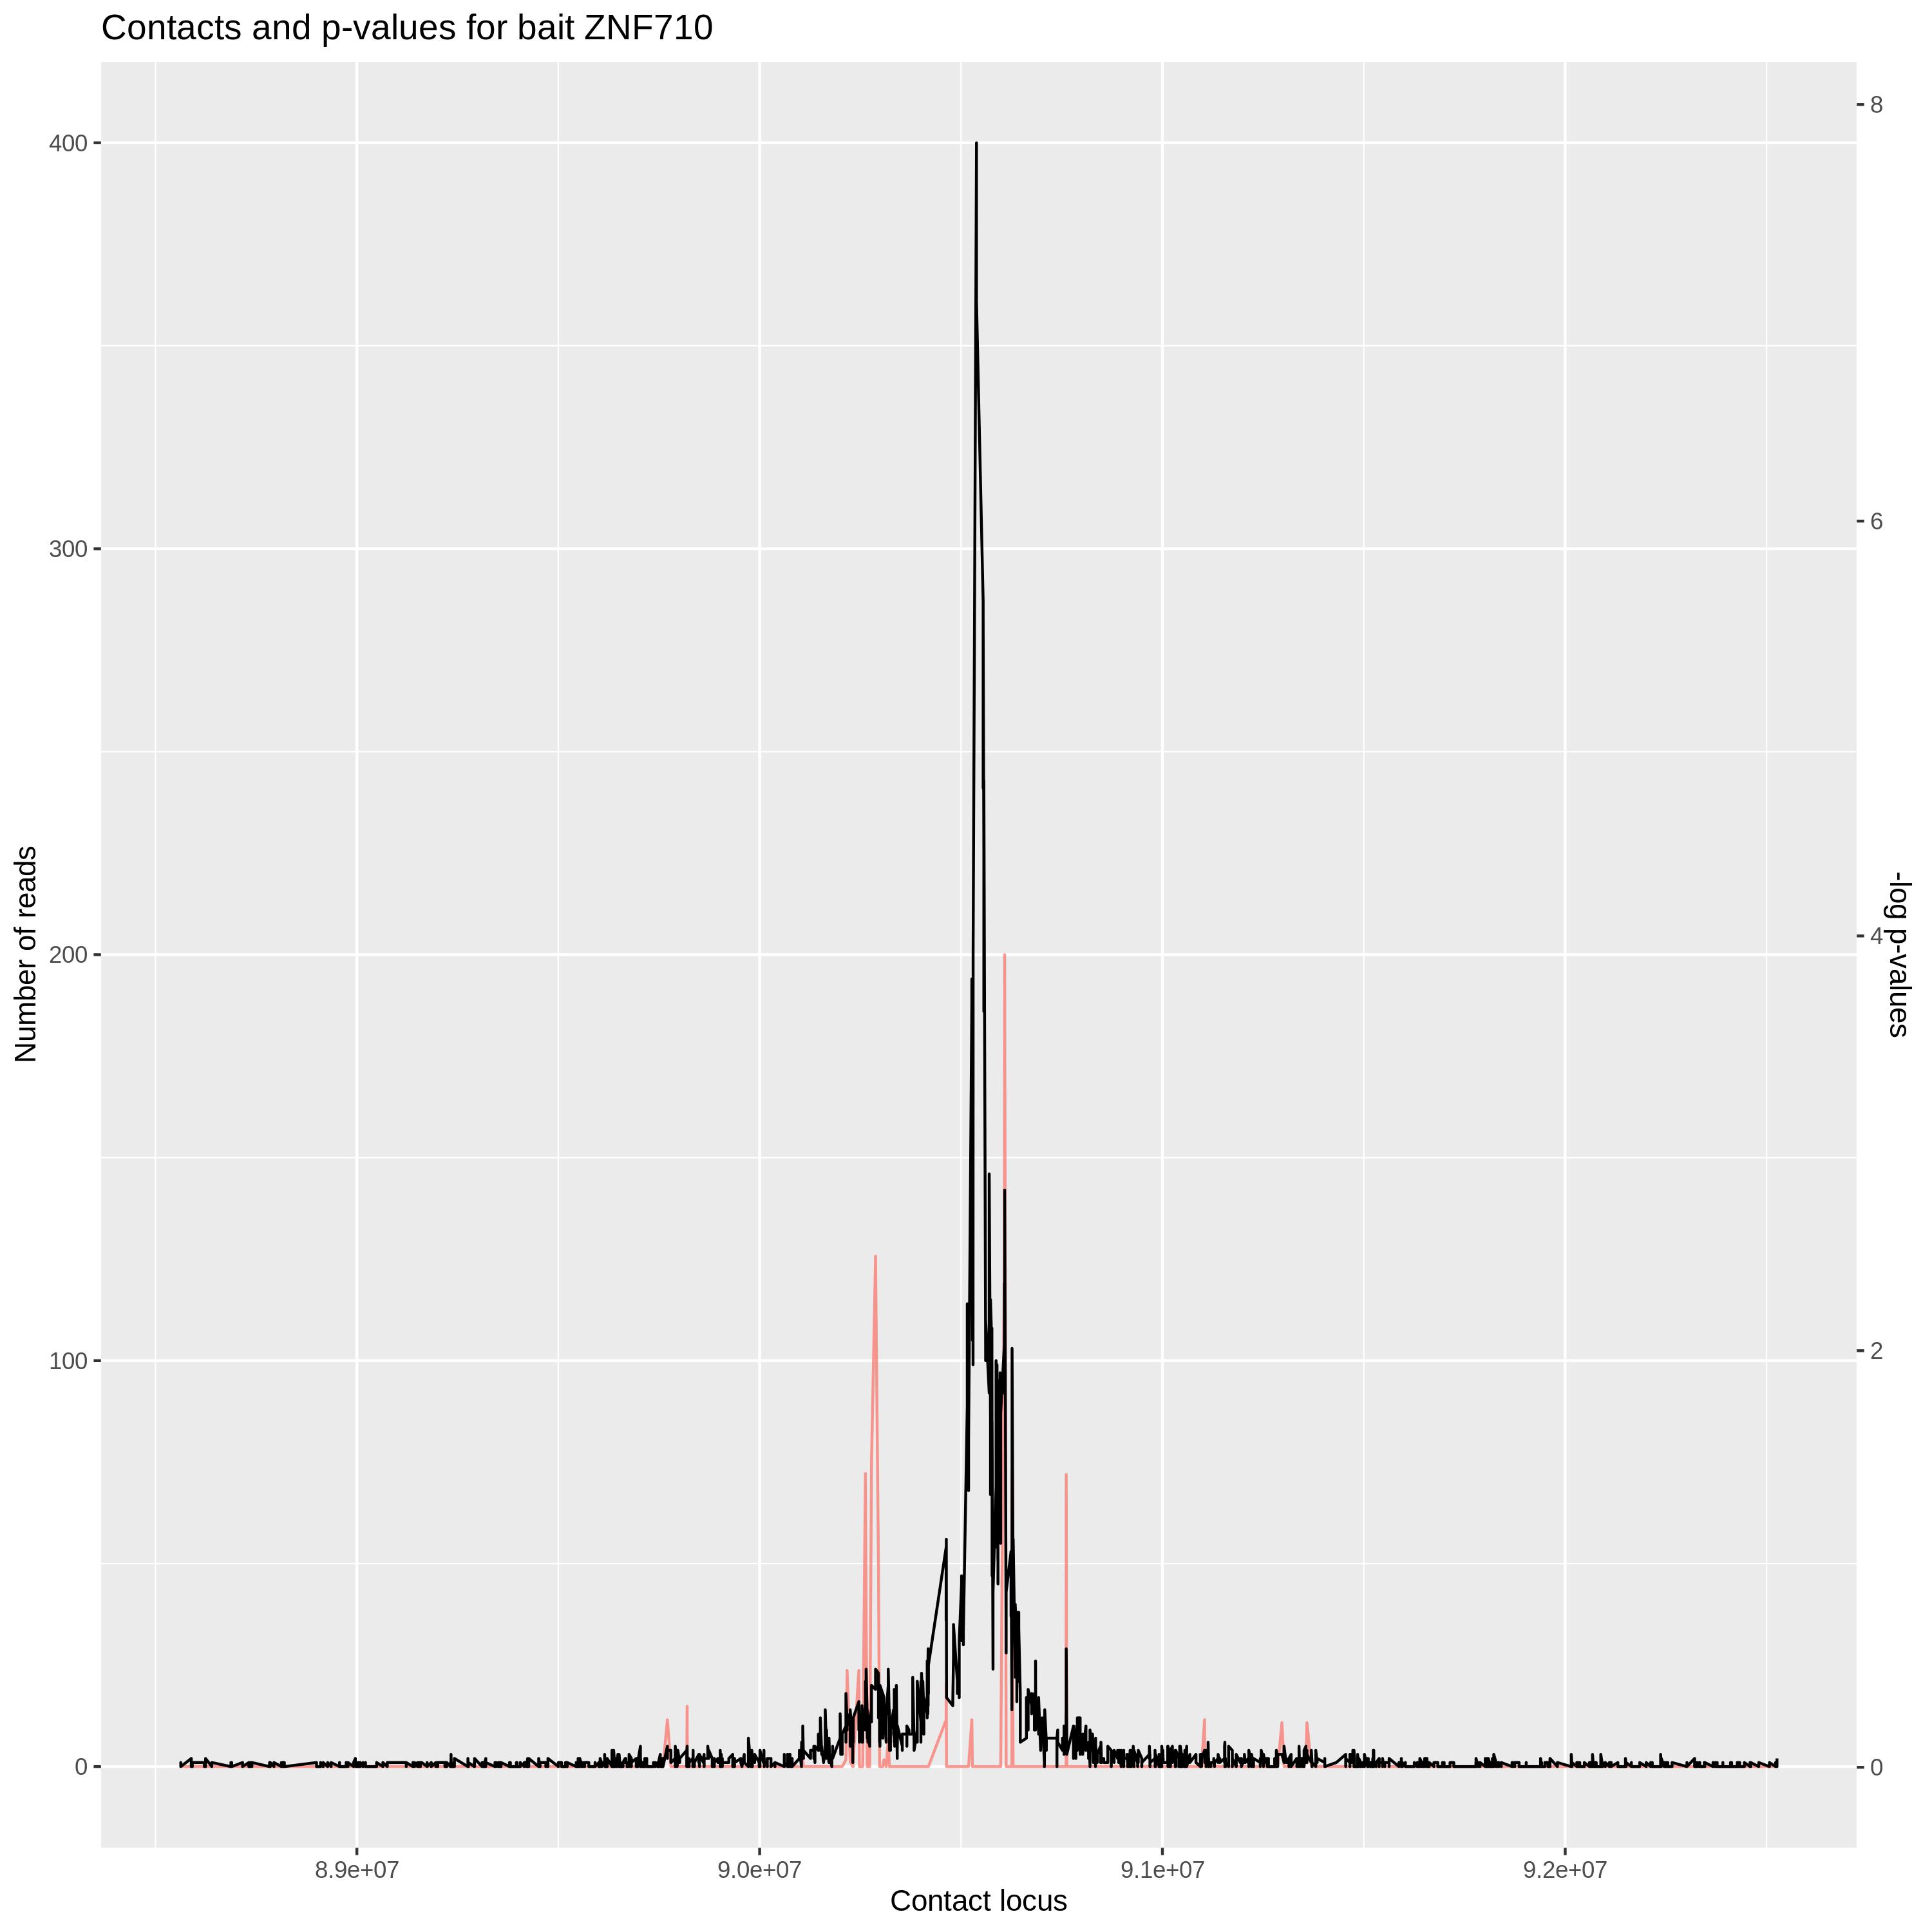 Contacts and p-values for bait ZNF710
400
300
200
100
0
Number of reads
8
6
4
2
0
-log p-values
8.9e+07
9.0e+07
9.1e+07
9.2e+07
Contact locus